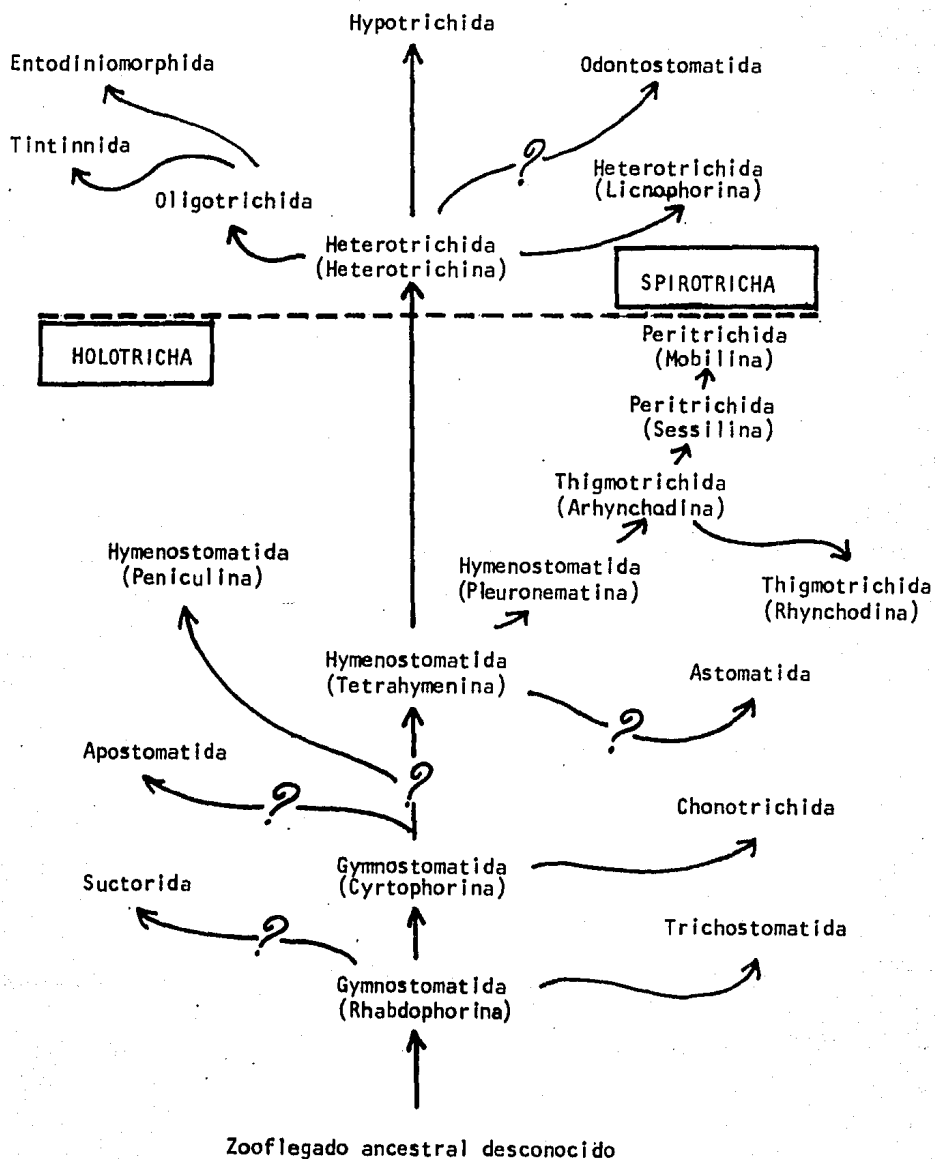 Hypotrichida
Entodiniomorphida
Odontostomatida
Tintinnida
?
Heterotrichida
(Licnophorina)
Oligotrichida
Heterotrichida
(Heterotrichina)
SPIROTRICHA
HOLOTRICHA
Peritrichida
(Mobilina)
Peritrichida
(Sessilina)
Thigmotrichida
(Arhynchodina)
Hymenostomatida
(Peniculina)
Hymenostomatida
(Pleuronematina)
Thigmotrichida
(Rhynchodina)
Hymenostomatida
(Tetrahymenina)
Astomatida
?
Apostomatida
?
?
Chonotrichida
Gymnostomatida
(Cyrtophorina)
Suctorida
?
Trichostomatida
Gymnostomatida
(Rhabdophorina)
Zooflegado ancestral desconocido